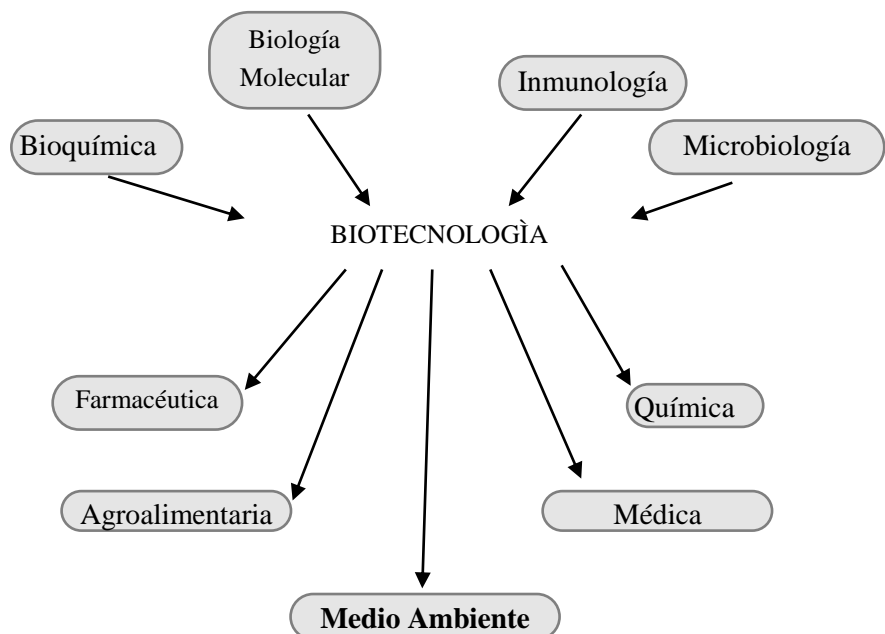 Biología
Molecular
Inmunología
Bioquímica
Microbiología
BIOTECNOLOGÌA
Farmacéutica
Química
Agroalimentaria
Médica
Medio Ambiente